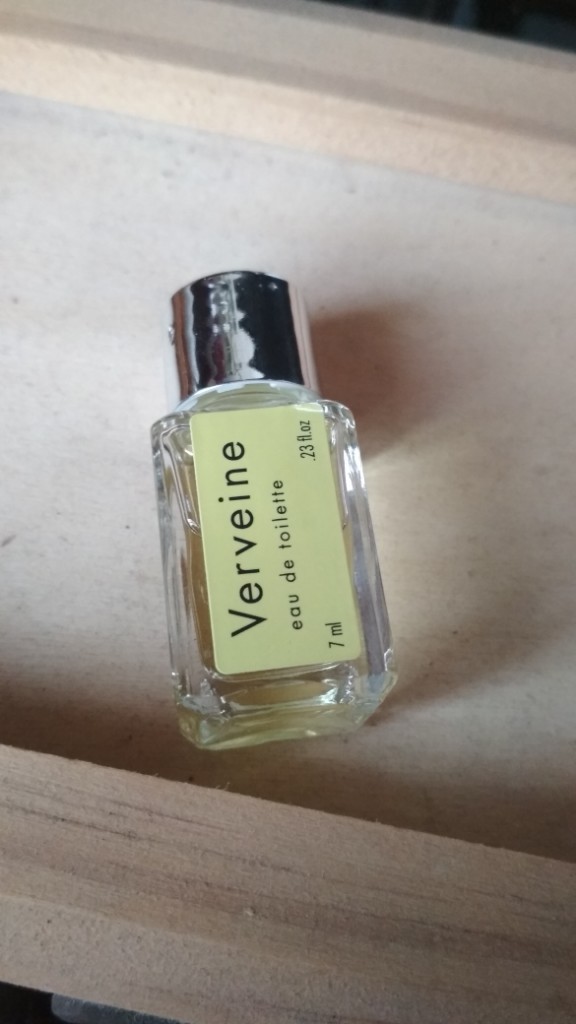 Verveine
eau de toilette
7 ml .23 fl.oz